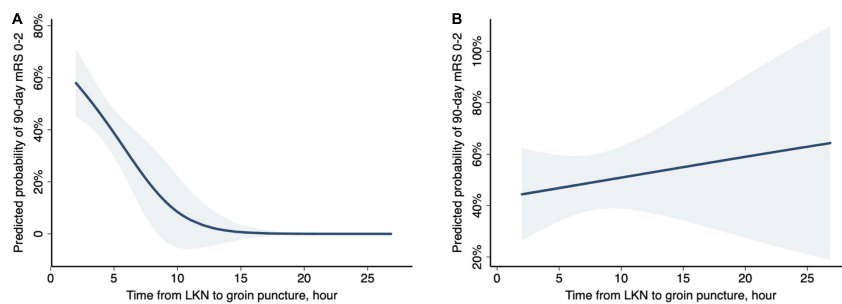 A
Predicted probability of 90-day mRS 0-2
80%
60%
40%
20%
0
0 5 10 15 20 25
Time from LKN to groin puncture, hour
B
Predicted probability of 90-day mRS 0-2
100%
80%
60%
40%
20%
0 5 10 15 20 25
Time from LKN to groin puncture, hour